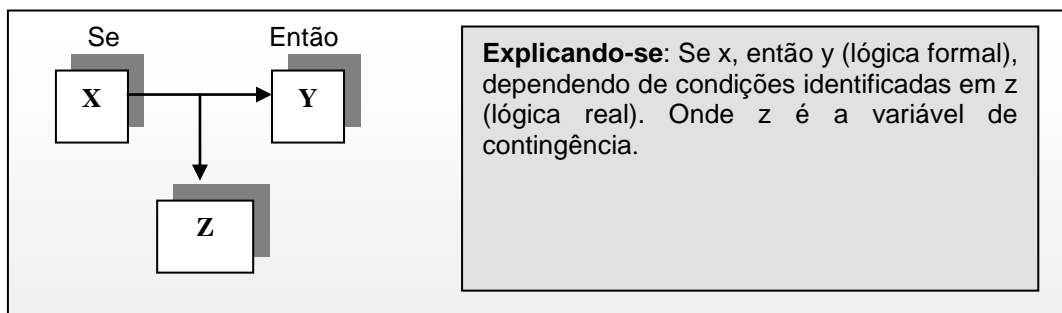 Se Então
X Y
Z
Explicando-se: Se x, então y (lógica formal),
dependendo de condições identificadas em z
(lógica real). Onde z é a variável de
contingência.